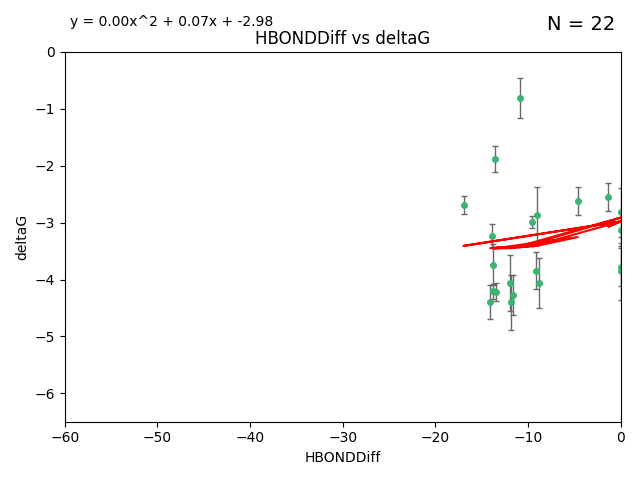 y = 0.00x^2 + 0.07x + -2.98
N = 22
HBONDDiff vs deltaG
0
−1
−2
−3
−4
−5
−6
deltaG
−60 −50 −40 −30 −20 −10 0
HBONDDiff